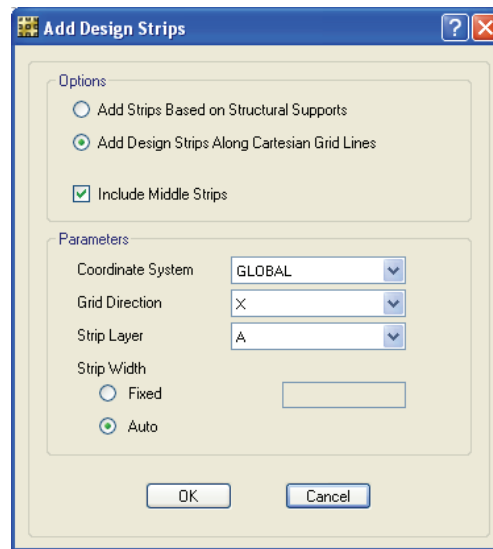 Add Design Strips
Options
Add Strips Based on Structural Supports
Add Design Strips Along Cartesian Grid Lines
Include Middle Strips
Parameters
Coordinate System GLOBAL
Grid Direction X
Strip Layer A
Strip Width
Fixed
Auto
OK Cancel